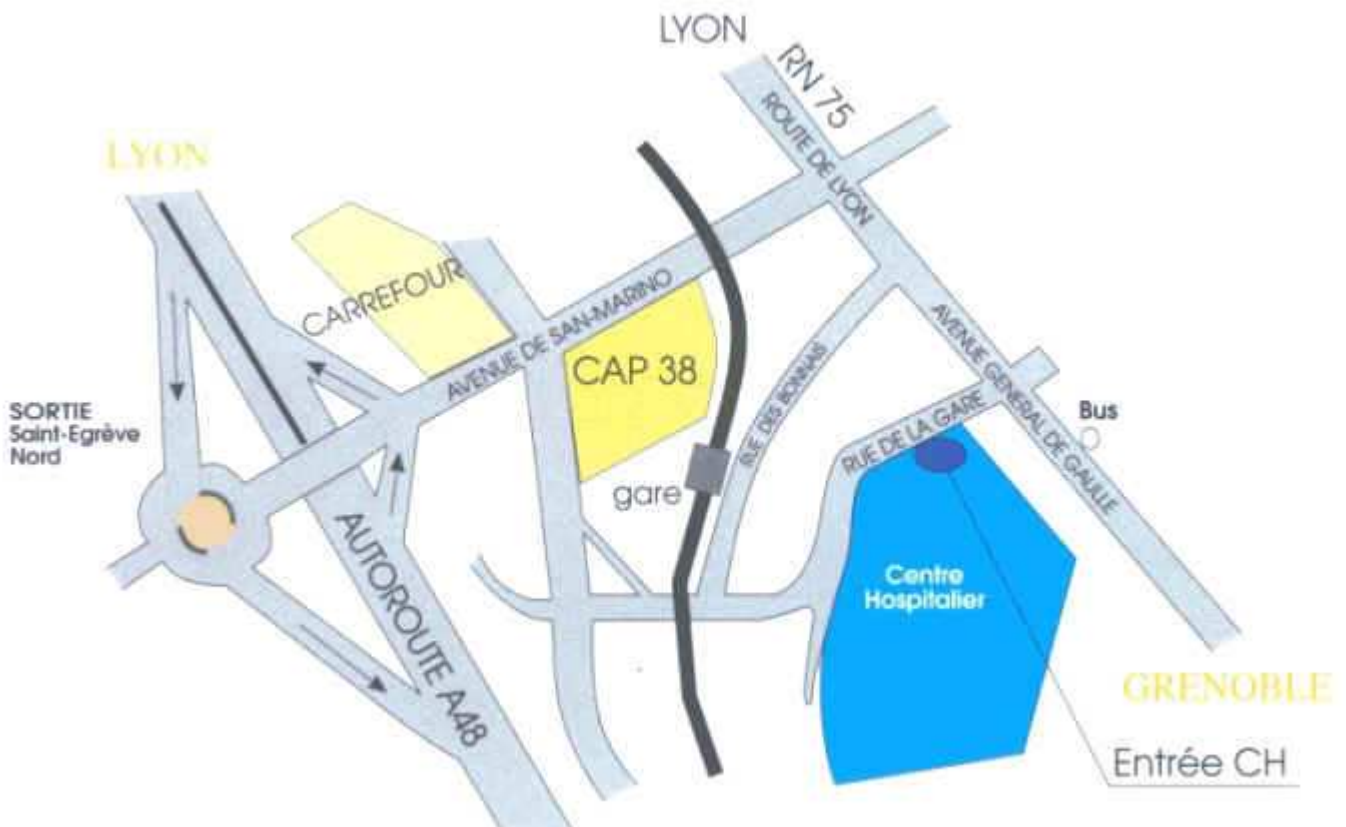 LYON
RN 75
ROUTE DE LYON
LYON
CARREFOUR
AVENUE DE SAN-MARINO
CAP 38
RUE DES BONNAIS
AVENUE GENERAL DE GAULLE
RUE DE LA GARE
Bus
SORTIE
Saint-Egrève
Nord
gare
AUTOROUTE A48
Centre
Hospitalier
GRENOBLE
Entrée CH